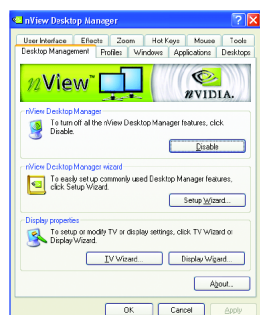 nView Desktop Manager
User Interface Effects Zoom Hot Keys Mouse Tools
Desktop Management Profiles Windows Applications Desktops
nView™
nVIDIA.
nView Desktop Manager
To turn off all the nView Desktop Manager features, click
Disable.
Disable
nView Desktop Manager wizard
To easily set up commonly used Desktop Manager features,
click Setup Wizard.
Setup Wizard...
Display properties
To setup or modify TV or display settings, click TV Wizard or
Display Wizard.
TV Wizard... Display Wizard...
About...
OK Cancel Apply